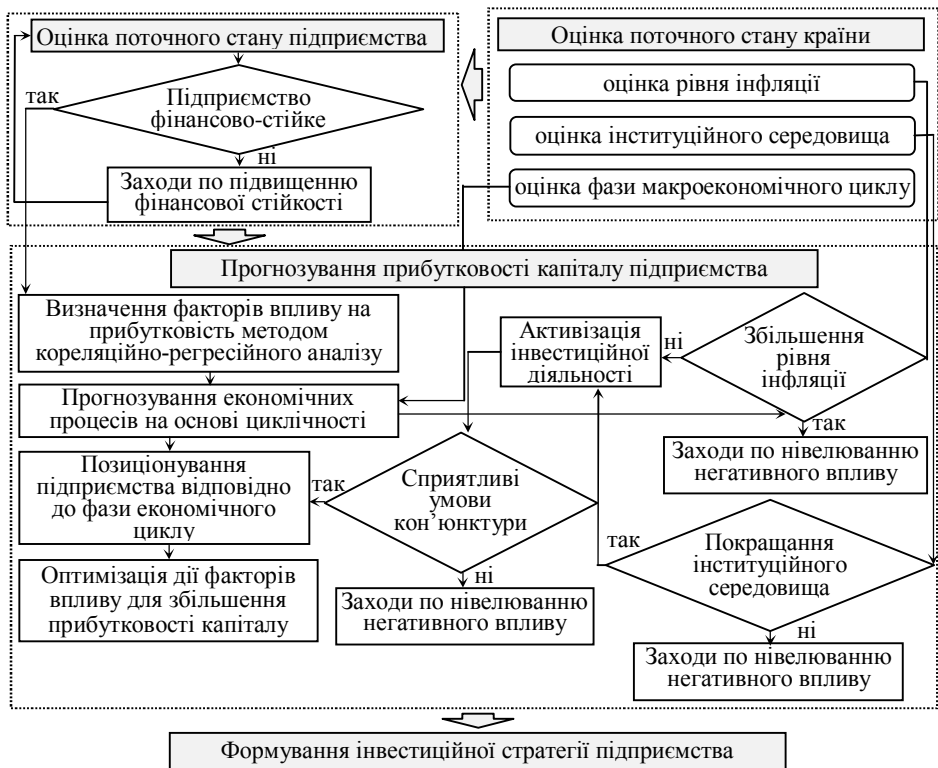 Оцінка поточного стану підприємства
так
Підприємство
фінансово-стійке
ні
Заходи по підвищенню
фінансової стійкості
Оцінка поточного стану країни
оцінка рівня інфляції
оцінка інституційного середовища
оцінка фази макроекономічного циклу
Прогнозування прибутковості капіталу підприємства
Визначення факторів впливу на
прибутковість методом
кореляційно-регресійного аналізу
Активізація
інвестиційної
діяльності
ні
Збільшення
рівня
інфляції
Прогнозування економічних
процесів на основі циклічності
так
Заходи по нівелюванню
негативного впливу
Позиціонування
підприємства відповідно
до фази економічного
циклу
так
Сприятливі
умови
кон’юнктури
так
Покращання
інституційного
середовища
Оптимізація дії факторів
впливу для збільшення
прибутковості капіталу
ні
Заходи по нівелюванню
негативного впливу
ні
Заходи по нівелюванню
негативного впливу
Формування інвестиційної стратегії підприємства